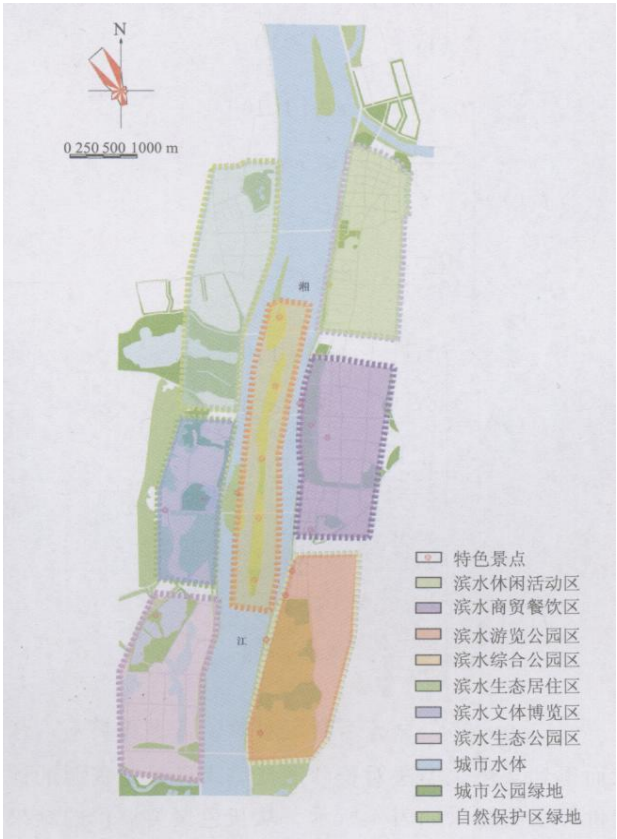 N
0 250 500 1000 m
湘
江
特色景点
滨水休闲活动区
滨水商贸餐饮区
滨水游览公园区
滨水综合公园区
滨水生态居住区
滨水文体博览区
滨水生态公园区
城市水体
城市公园绿地
自然保护区绿地